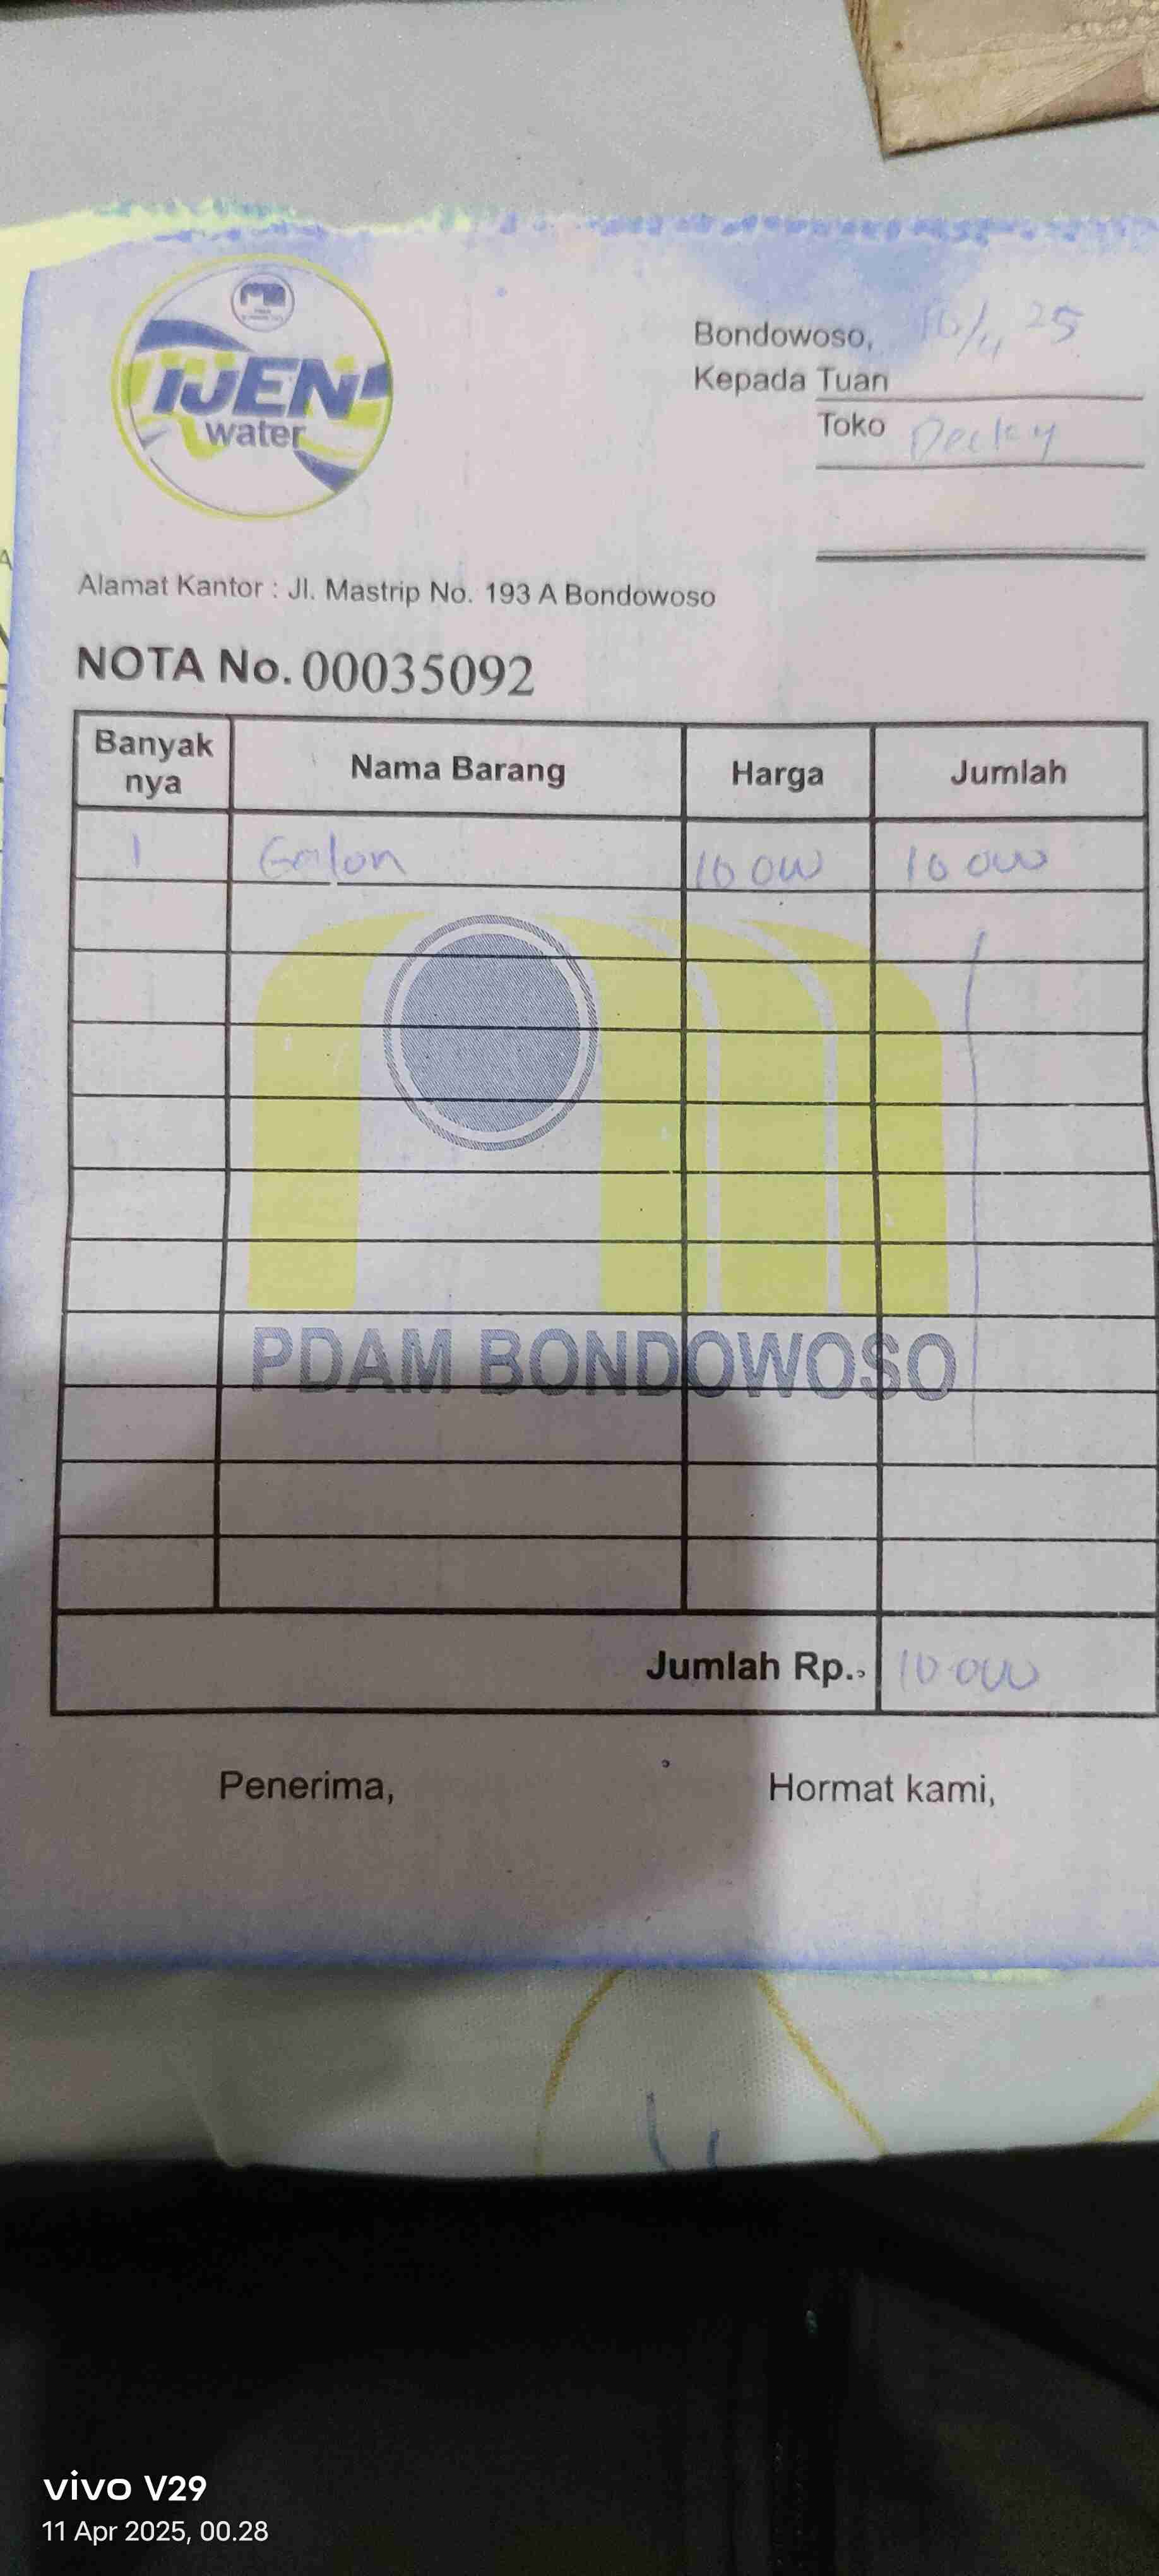 IJEN
water
Bondowoso, 10/4 25
Kepada Tuan
Toko Decky
Alamat Kantor : Jl. Mastrip No. 193 A Bondowoso
NOTA No. 00035092
Banyak nya Nama Barang Harga Jumlah
1 Galon 10 000 10 000
PDAM BONDOWOSO
Jumlah Rp. 10 000
Penerima, Hormat kami,
vivo V29
11 Apr 2025, 00.28